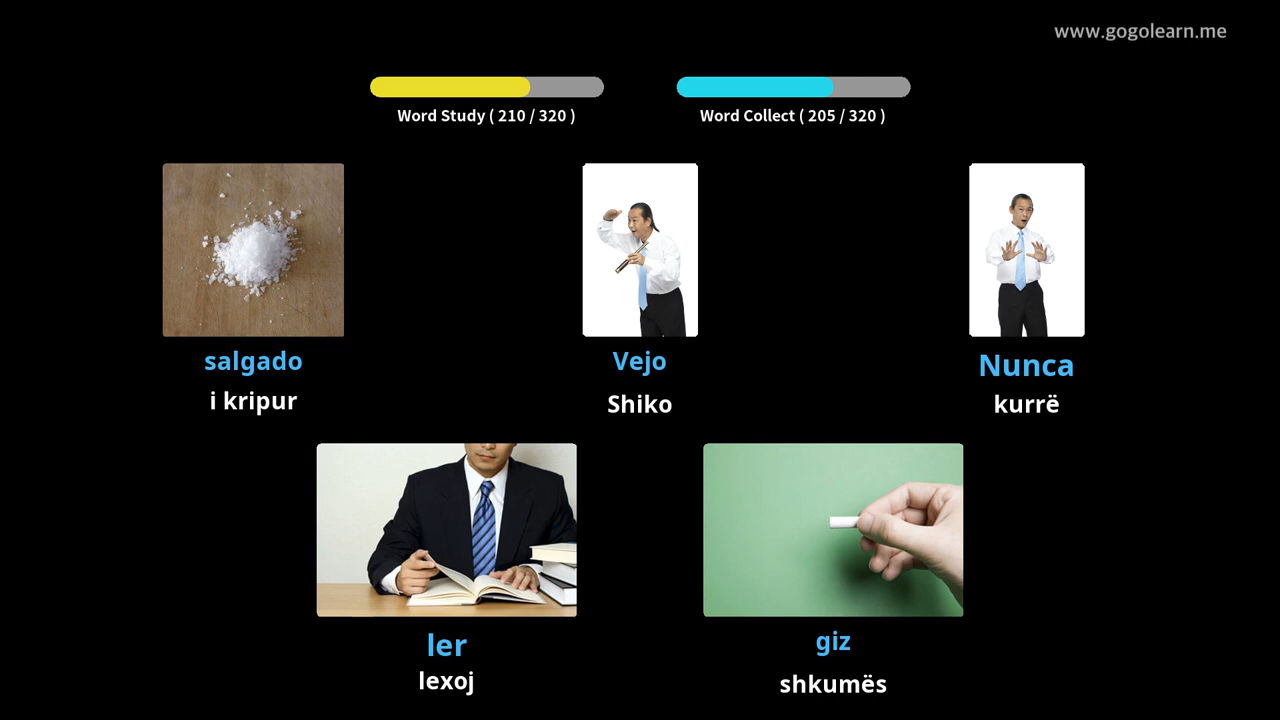 www.gogolearn.me
Word Study ( 210 / 320 )
Word Collect ( 205 / 320 )
salgado
i kripur
Vejo
Shiko
Nunca
kurrë
ler
lexoj
giz
shkumës